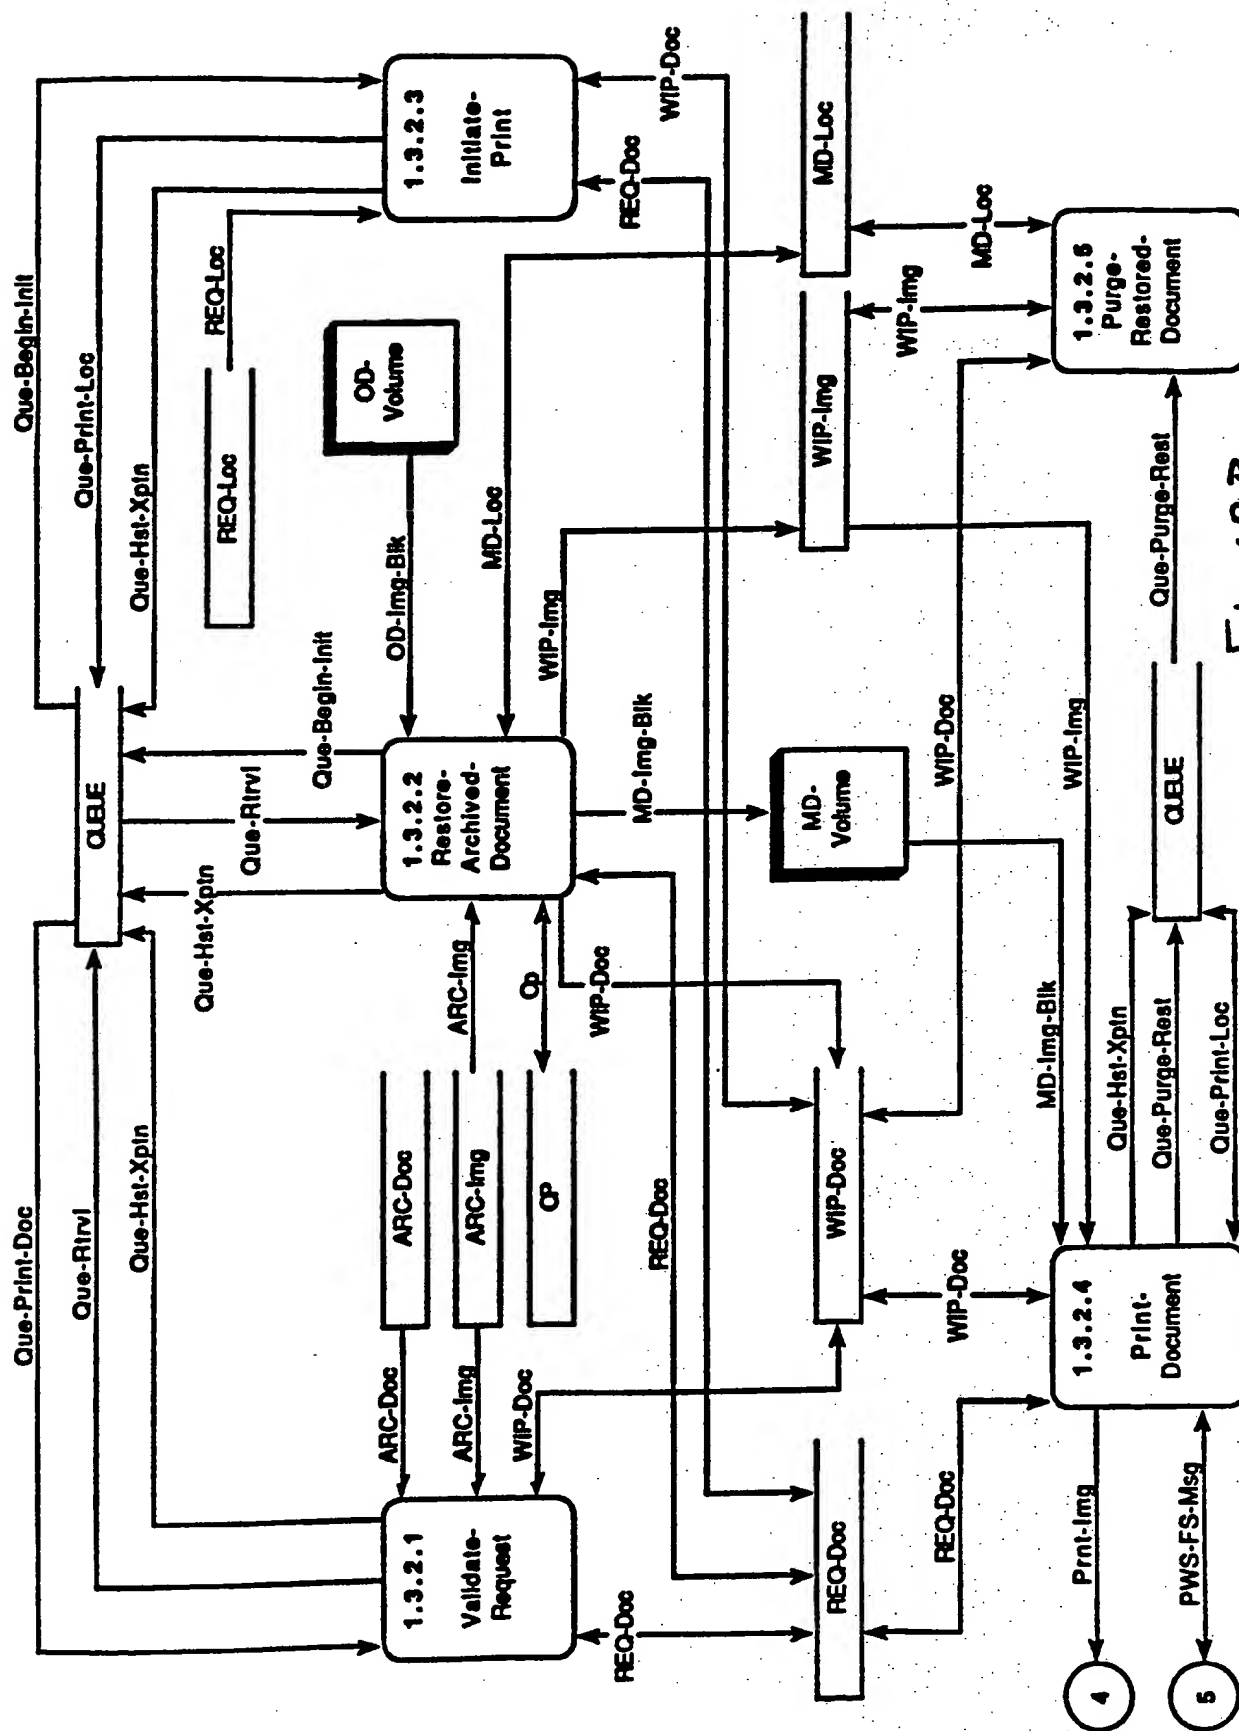 Que-Print-Doc
Que-Begin-Init
Que-Rtrvl
Que-Print-Loc
Que-Hst-Xptn
QUEUE
Que-Hst-Xptn
Que-Hst-Xptn
Que-Rtrvl
Que-Begin-Init
REQ-Loc
REQ-Loc
1.3.2.1
Validate-
Request
ARC-Doc
ARC-Doc
ARC-Img
ARC-Img
ARC-Img
WIP-Doc
CP
Cp
1.3.2.2
Restore-
Archived-
Document
OD-
Volume
OD-Img-Blk
MD-Loc
1.3.2.3
Initiate-
Print
REQ-Doc
REQ-Doc
WIP-Doc
MD-Img-Blk
WIP-Img
REQ-Doc
WIP-Doc
REQ-Doc
WIP-Doc
MD-
Volume
WIP-Img
MD-Loc
REQ-Doc
WIP-Doc
WIP-Doc
WIP-Img
MD-Loc
MD-Img-Blk
WIP-Img
4
Prnt-Img
5
PWS-FS-Msg
1.3.2.4
Print-
Document
Que-Hst-Xptn
Que-Purge-Rest
Que-Print-Loc
QUEUE
Que-Purge-Rest
1.3.2.5
Purge-
Restored-
Document